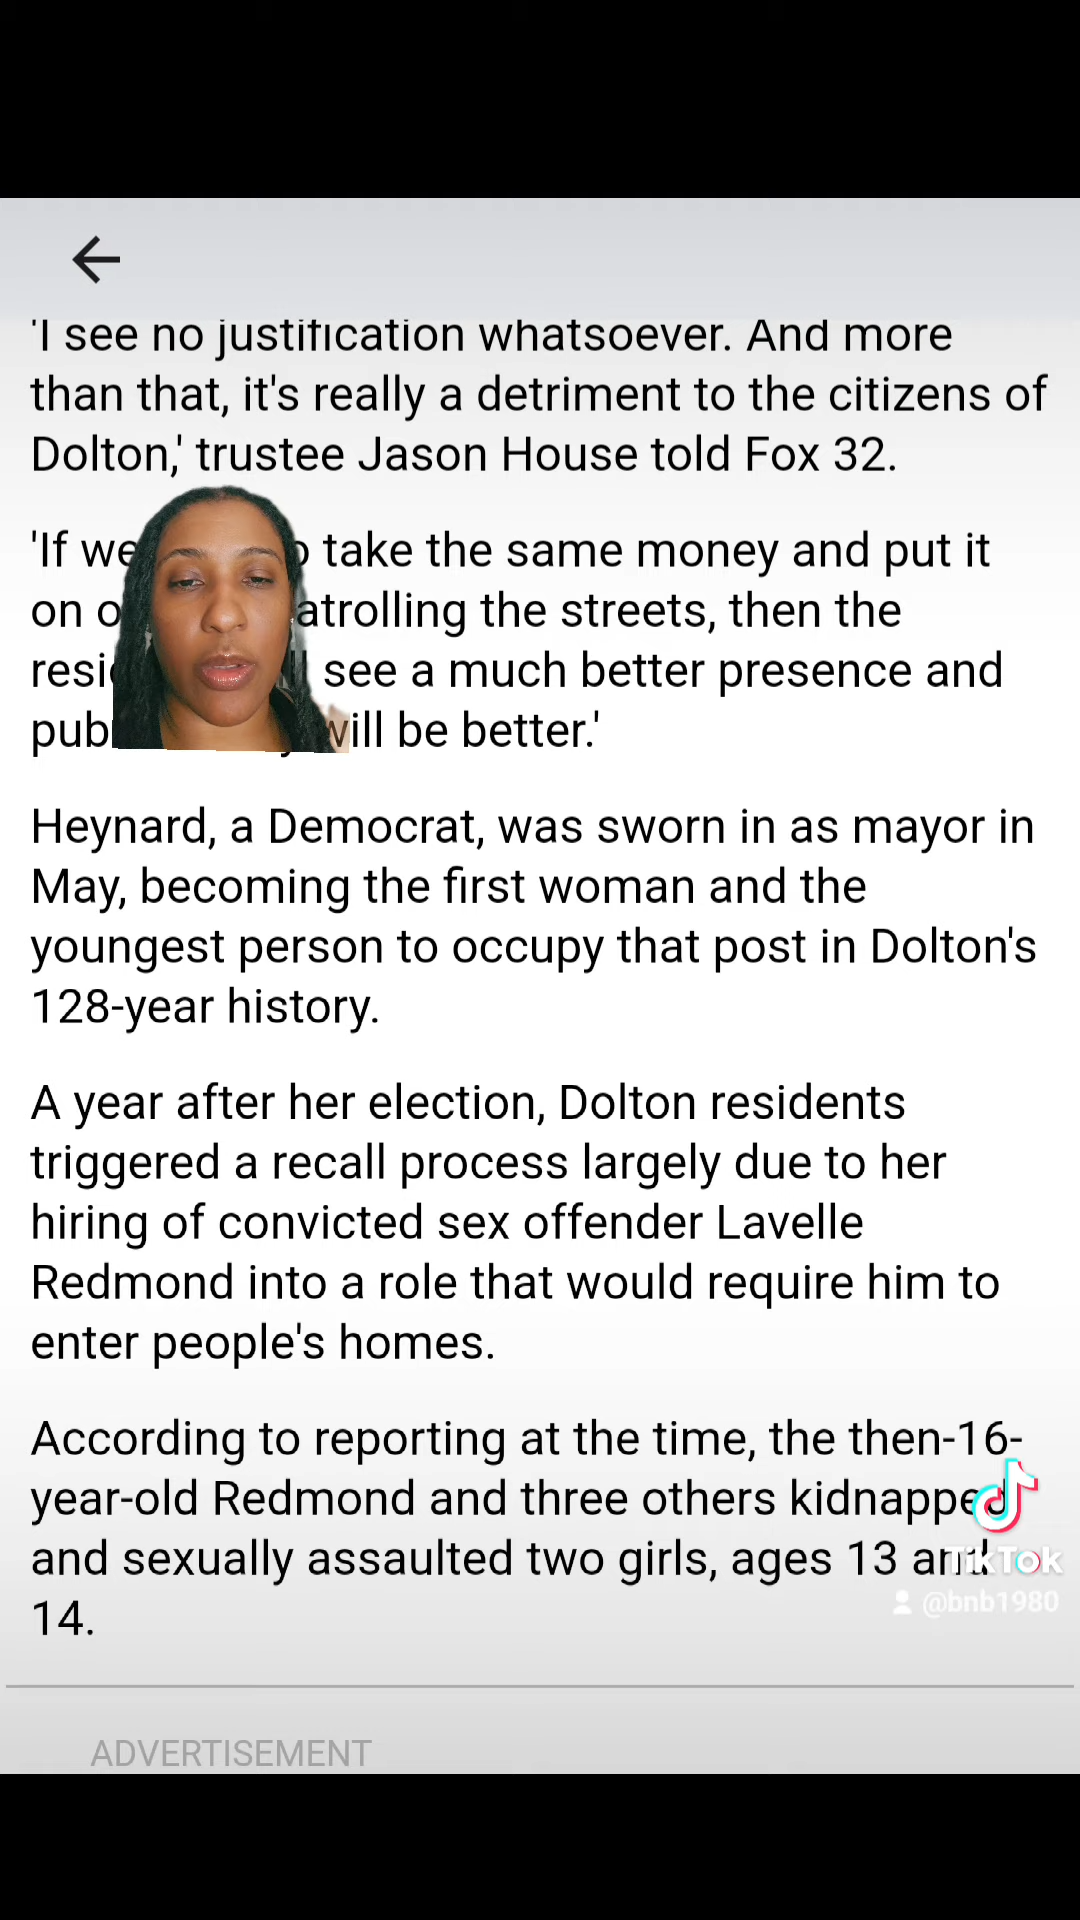 'I see no justification whatsoever. And more
than that, it's really a detriment to the citizens of
Dolton,' trustee Jason House told Fox 32.
'If we take the same money and put it
on the streets, then the
see a much better presence and
will be better.'
Heynard, a Democrat, was sworn in as mayor in
May, becoming the first woman and the
youngest person to occupy that post in Dolton's
128-year history.
A year after her election, Dolton residents
triggered a recall process largely due to her
hiring of convicted sex offender Lavelle
Redmond into a role that would require him to
enter people's homes.
According to reporting at the time, the then-16-
year-old Redmond and three others kidnapped
and sexually assaulted two girls, ages 13 and
14.
TikTok
@bnb1980
ADVERTISEMENT